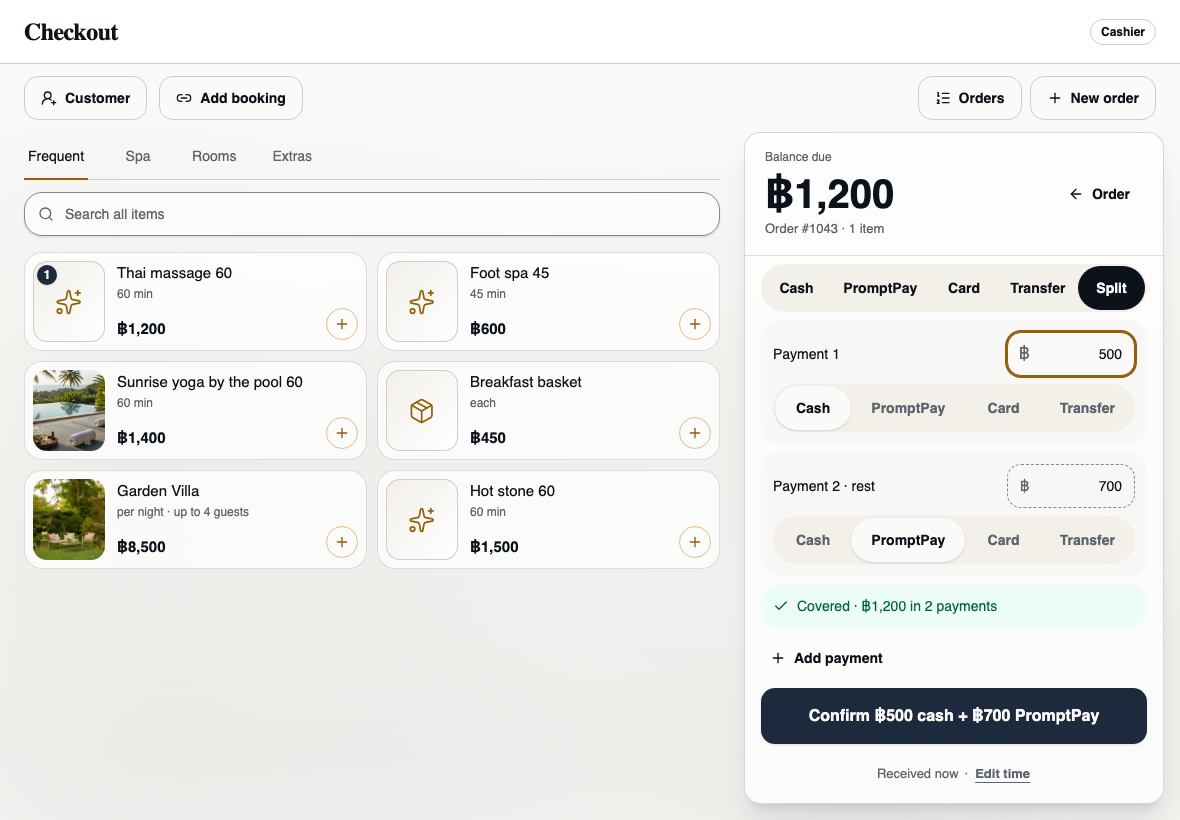 Checkout
Cashier
Customer
Add booking
Orders
New order
Frequent
Spa
Rooms
Extras
Search all items
1
Thai massage 60
60 min
฿1,200
Foot spa 45
45 min
฿600
Sunrise yoga by the pool 60
60 min
฿1,400
Breakfast basket
each
฿450
Garden Villa
per night · up to 4 guests
฿8,500
Hot stone 60
60 min
฿1,500
Balance due
฿1,200
Order
Order #1043 · 1 item
Cash
PromptPay
Card
Transfer
Split
Payment 1
฿ 500
Cash
PromptPay
Card
Transfer
Payment 2 · rest
฿ 700
Cash
PromptPay
Card
Transfer
Covered · ฿1,200 in 2 payments
Add payment
Confirm ฿500 cash + ฿700 PromptPay
Received now · Edit time